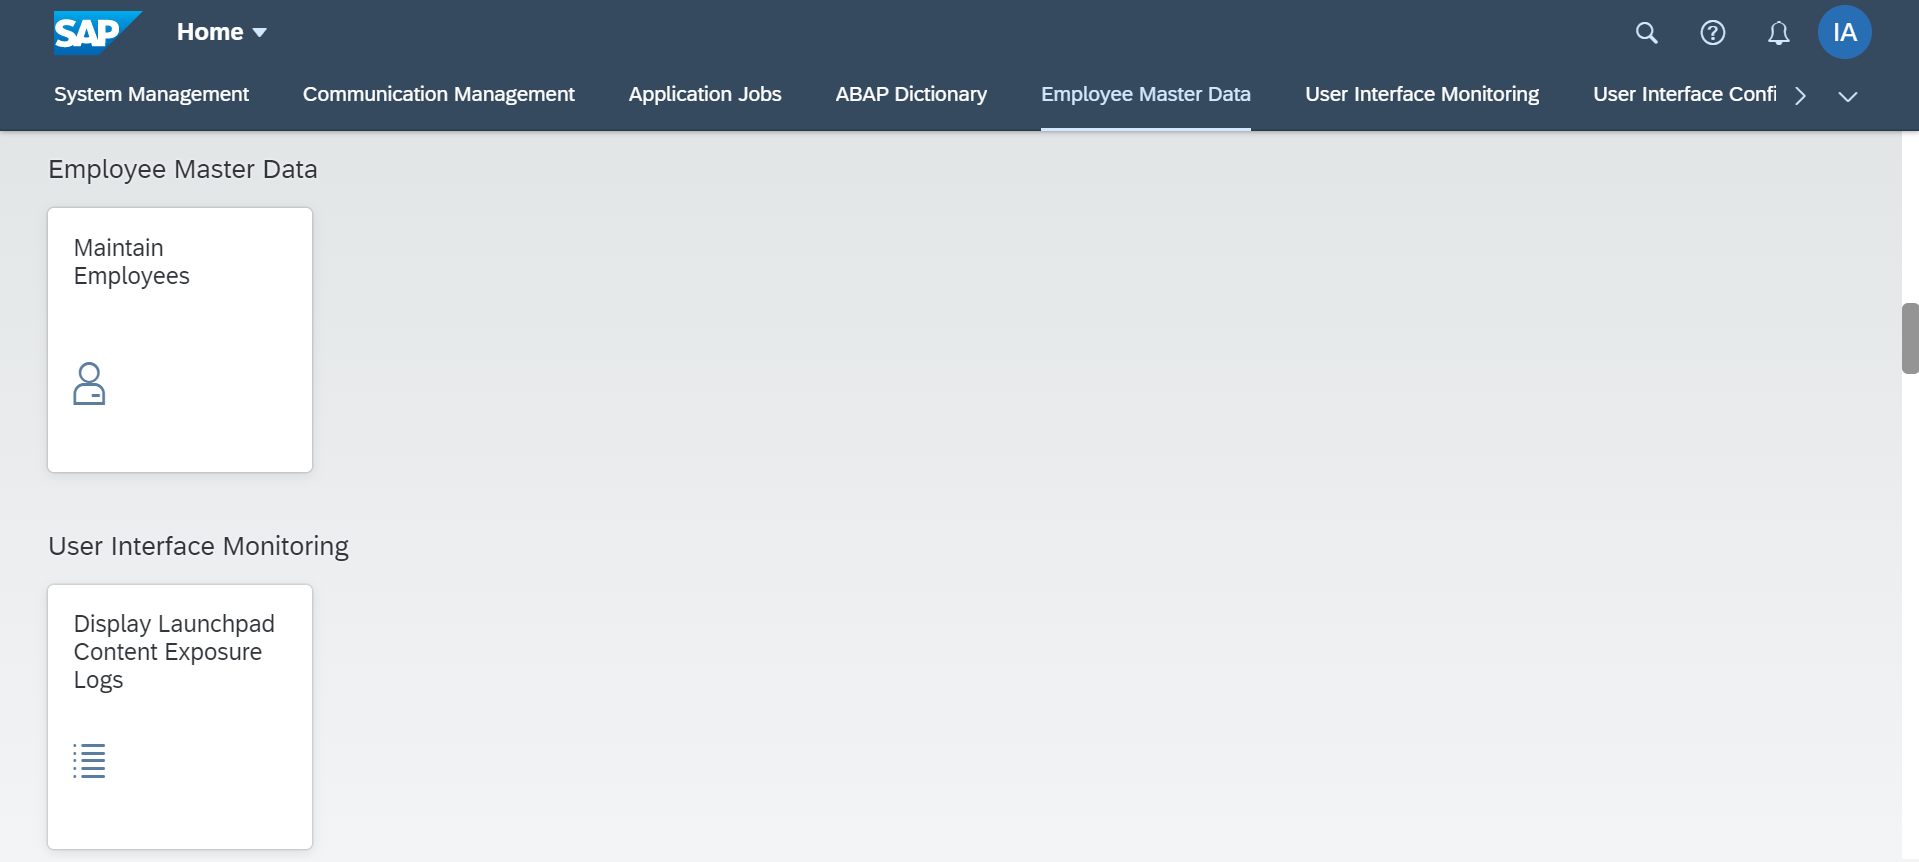 SAP
Home
IA
System Management
Communication Management
Application Jobs
ABAP Dictionary
Employee Master Data
User Interface Monitoring
User Interface Confi
Employee Master Data
Maintain
Employees
User Interface Monitoring
Display Launchpad
Content Exposure
Logs